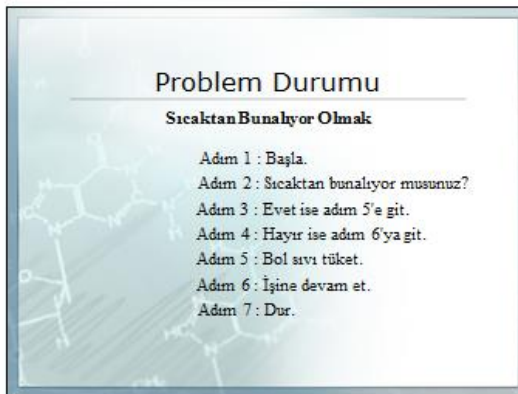 Problem Durumu
Sıcaktan Bunalıyor Olmak
Adım 1 : Başla.
Adım 2 : Sıcaktan bunalıyor musunuz?
Adım 3 : Evet ise adım 5'e git.
Adım 4 : Hayır ise adım 6'ya git.
Adım 5 : Bol sıvı tüket.
Adım 6 : İşine devam et.
Adım 7 : Dur.